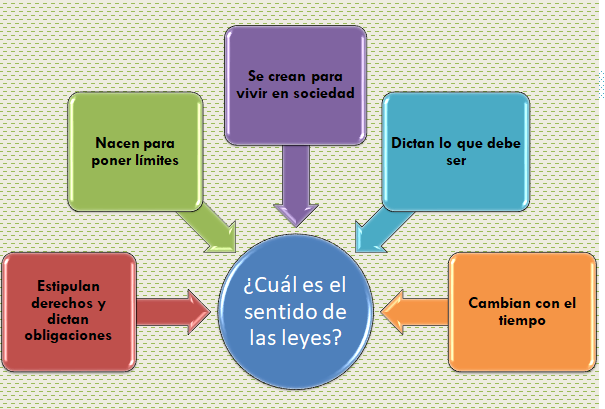 Se crean para
vivir en sociedad
Nacen para
poner límites
Dictan lo que debe
ser
Estipulan
derechos y
dictan
obligaciones
¿Cuál es el
sentido de
las leyes?
Cambian con el
tiempo